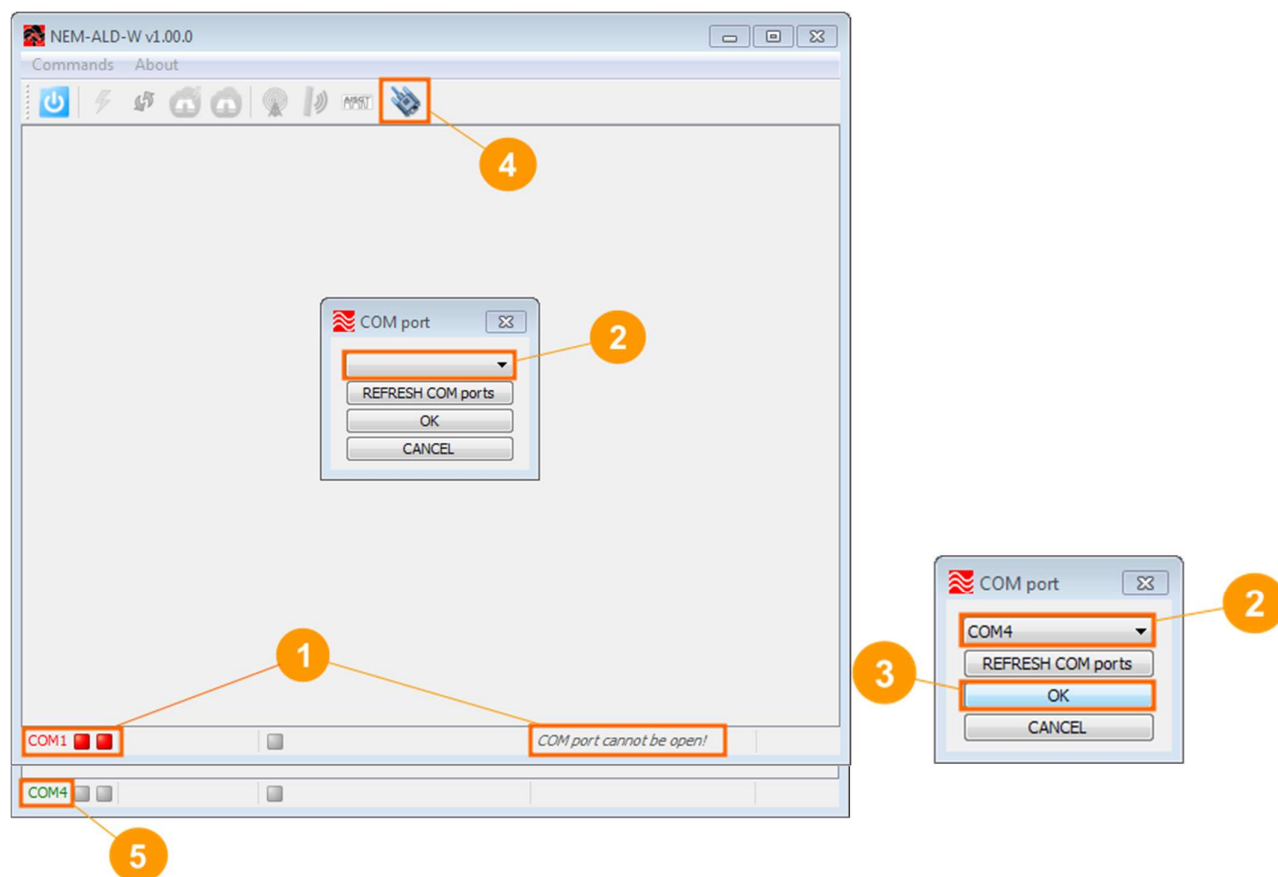 NEM-ALD-W v1.00.0
Commands About
4
COM port
2
REFRESH COM ports
OK
CANCEL
COM port
2
COM4
3
REFRESH COM ports
OK
CANCEL
1
COM1
COM port cannot be open!
COM4
5